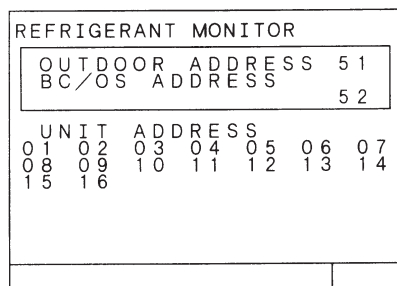 REFRIGERANT MONITOR
OUTDOOR ADDRESS 51
BC/OS ADDRESS
52
UNIT ADDRESS
01 02 03 04 05 06 07
08 09 10 11 12 13 14
15 16